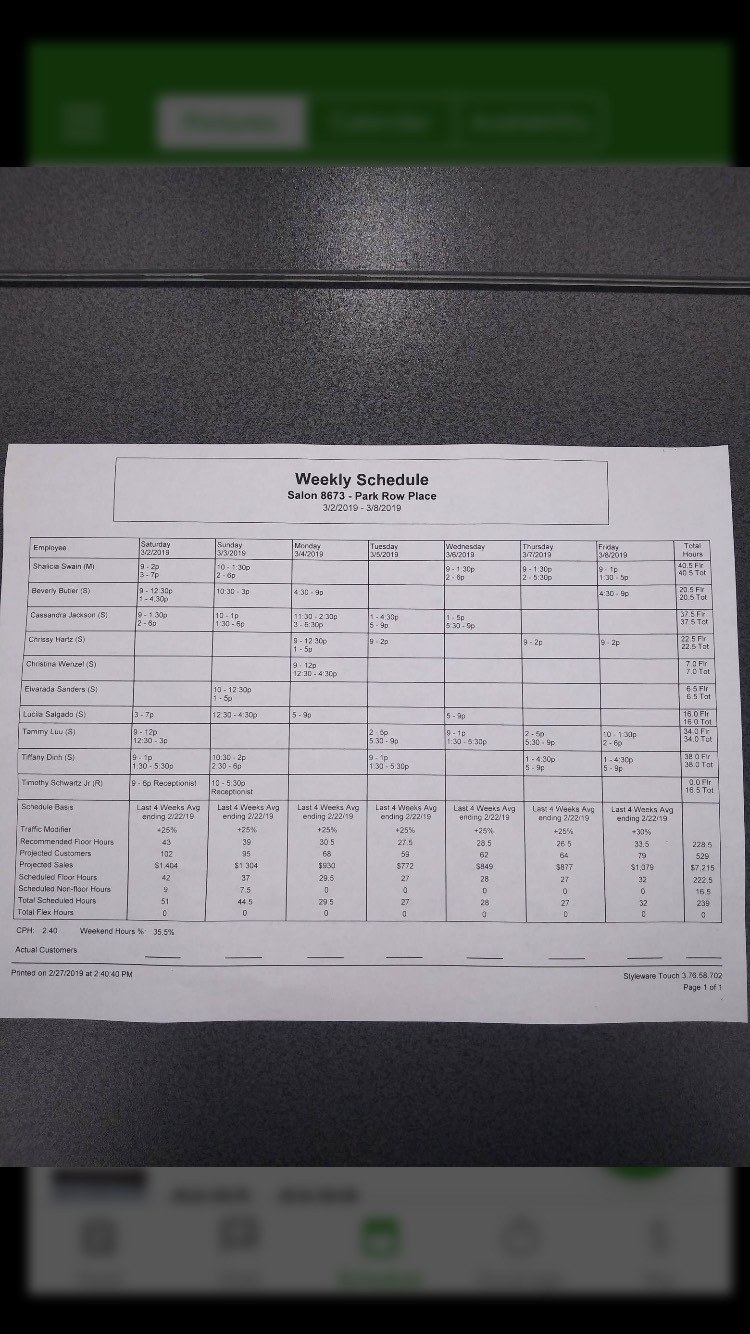 Pictures Calendar Availability
Weekly Schedule
Salon 8673 - Park Row Place
3/2/2019 - 3/8/2019
Employee Saturday Sunday Monday Tuesday Wednesday Thursday Friday Total
3/2/2019 3/3/2019 3/4/2019 3/5/2019 3/6/2019 3/7/2019 3/8/2019 Hours
Shalicia Swain (M) 9 - 2p 10 - 1:30p 9 - 1:30p 9 - 1:30p 9 - 1p 40.5 Flr
3 - 7p 2 - 6p 2 - 6p 2 - 5:30p 1:30 - 5p 40.5 Tot
Beverly Butler (S) 9 - 12:30p 10:30 - 3p 4:30 - 9p 4:30 - 9p 20.5 Flr
1 - 4:30p 20.5 Tot
Cassandra Jackson (S) 9 - 1:30p 10 - 1p 11:30 - 2:30p 1 - 4:30p 1 - 5p 37.5 Flr
2 - 6p 1:30 - 6p 3 - 6:30p 5 - 9p 5:30 - 9p 37.5 Tot
Chrissy Hartz (S) 9 - 12:30p 9 - 2p 9 - 2p 9 - 2p 22.5 Flr
1 - 5p 22.5 Tot
Christina Wenzel (S) 9 - 12p 7.0 Flr
12:30 - 4:30p 7.0 Tot
Elvarada Sanders (S) 10 - 12:30p 6.5 Flr
1 - 5p 6.5 Tot
Lucila Salgado (S) 3 - 7p 12:30 - 4:30p 5 - 9p 5 - 9p 16.0 Flr
16.0 Tot
Tammy Luu (S) 9 - 12p 2 - 5p 9 - 1p 2 - 5p 10 - 1:30p 34.0 Flr
12:30 - 3p 5:30 - 9p 1:30 - 5:30p 5:30 - 9p 2 - 6p 34.0 Tot
Tiffany Dinh (S) 9 - 1p 10:30 - 2p 9 - 1p 1 - 4:30p 1 - 4:30p 38.0 Flr
1:30 - 5:30p 2:30 - 6p 1:30 - 5:30p 5 - 9p 5 - 9p 38.0 Tot
Timothy Schwartz Jr (R) 9 - 6p Receptionist 10 - 5:30p 0.0 Flr
Receptionist 16.5 Tot
Schedule Basis Last 4 Weeks Avg Last 4 Weeks Avg Last 4 Weeks Avg Last 4 Weeks Avg Last 4 Weeks Avg Last 4 Weeks Avg Last 4 Weeks Avg
ending 2/22/19 ending 2/22/19 ending 2/22/19 ending 2/22/19 ending 2/22/19 ending 2/22/19 ending 2/22/19
Traffic Modifier +25% +25% +25% +25% +25% +25% +30%
Recommended Floor Hours 43 39 30.5 27.5 28.5 26.5 33.5 228.5
Projected Customers 102 95 68 59 62 64 79 529
Projected Sales $1,404 $1,304 $930 $772 $849 $877 $1,079 $7,215
Scheduled Floor Hours 42 37 29.5 27 28 27 32 222.5
Scheduled Non-floor Hours 9 7.5 0 0 0 0 0 16.5
Total Scheduled Hours 51 44.5 29.5 27 28 27 32 239
Total Flex Hours 0 0 0 0 0 0 0 0
CPH: 2.40 Weekend Hours %: 35.5%
Actual Customers
Printed on 2/27/2019 at 2:40:40 PM Styleware Touch 3.76.58.702
Page 1 of 1
Schedule